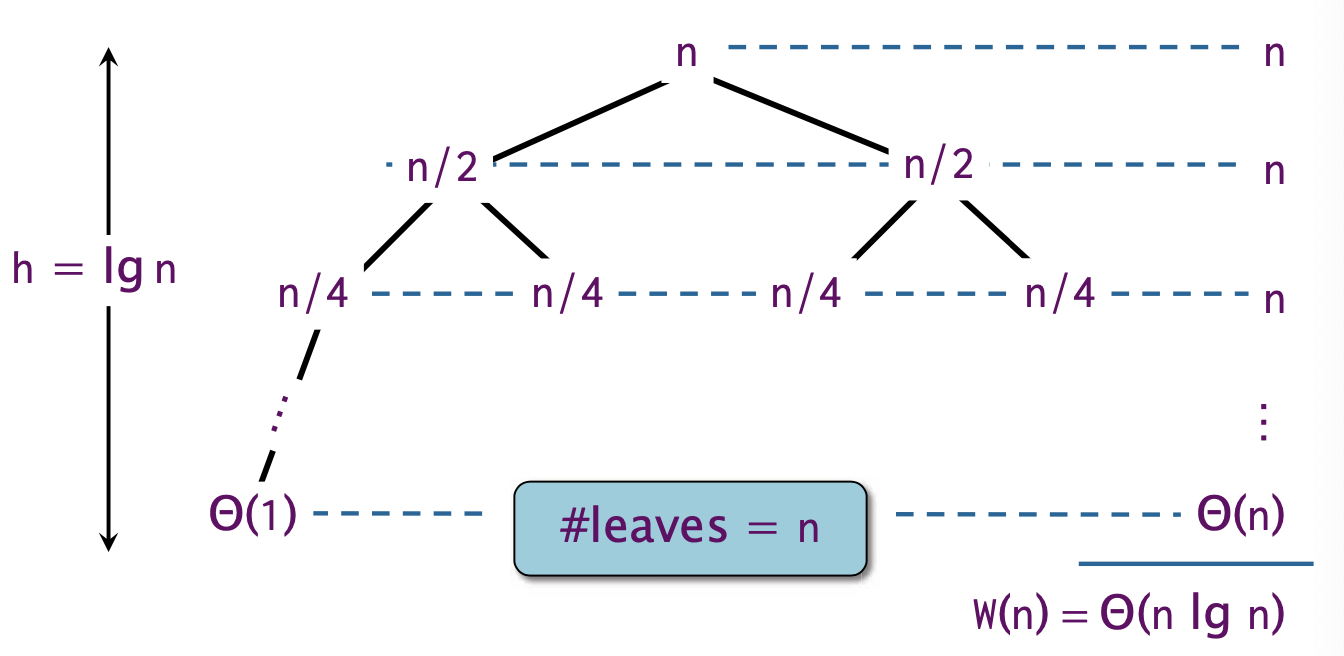 n n
n/2 n/2 n
h = lg n
n/4 n/4 n/4 n/4 n
⋮
Θ(1) #leaves = n Θ(n)
W(n) = Θ(n lg n)